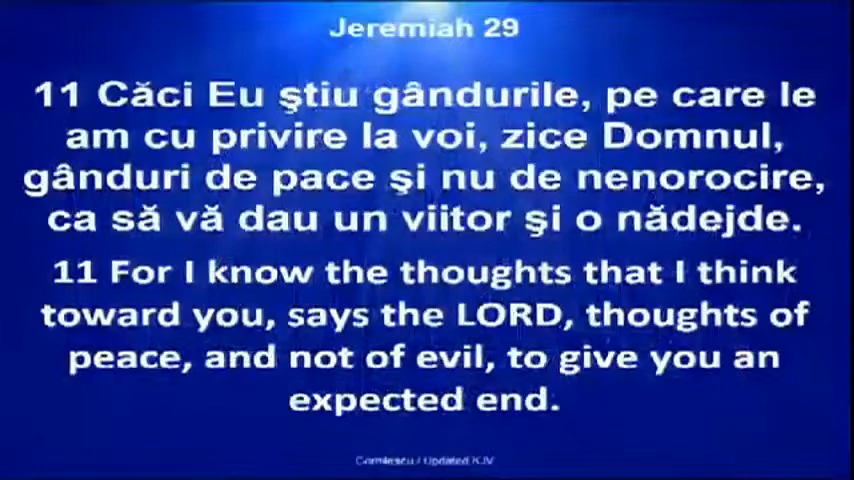 Jeremiah 29
11 Căci Eu ştiu gândurile, pe care le
am cu privire la voi, zice Domnul,
gânduri de pace şi nu de nenorocire,
ca să vă dau un viitor şi o nădejde.
11 For I know the thoughts that I think
toward you, says the LORD, thoughts of
peace, and not of evil, to give you an
expected end.
Cornilescu / Updated KJV